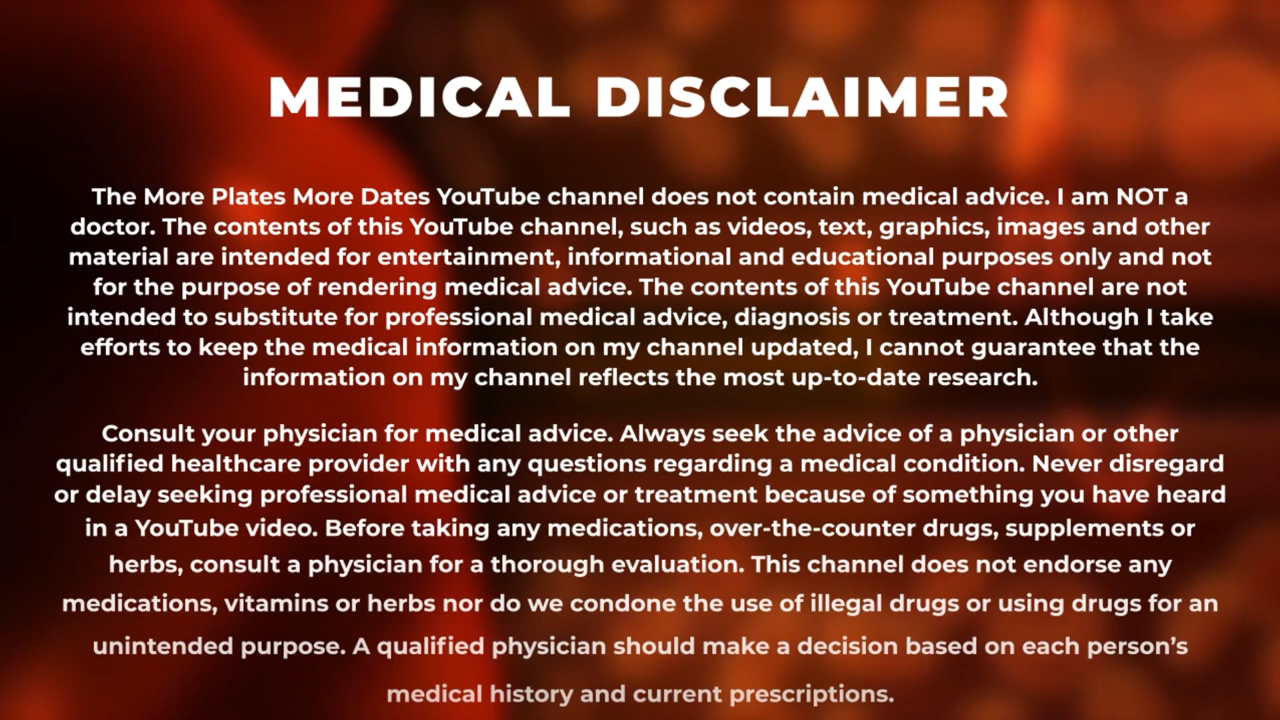 MEDICAL DISCLAIMER
The More Plates More Dates YouTube channel does not contain medical advice. I am NOT a
doctor. The contents of this YouTube channel, such as videos, text, graphics, images and other
material are intended for entertainment, informational and educational purposes only and not
for the purpose of rendering medical advice. The contents of this YouTube channel are not
intended to substitute for professional medical advice, diagnosis or treatment. Although I take
efforts to keep the medical information on my channel updated, I cannot guarantee that the
information on my channel reflects the most up-to-date research.
Consult your physician for medical advice. Always seek the advice of a physician or other
qualified healthcare provider with any questions regarding a medical condition. Never disregard
or delay seeking professional medical advice or treatment because of something you have heard
in a YouTube video. Before taking any medications, over-the-counter drugs, supplements or
herbs, consult a physician for a thorough evaluation. This channel does not endorse any
medications, vitamins or herbs nor do we condone the use of illegal drugs or using drugs for an
unintended purpose. A qualified physician should make a decision based on each person’s
medical history and current prescriptions.